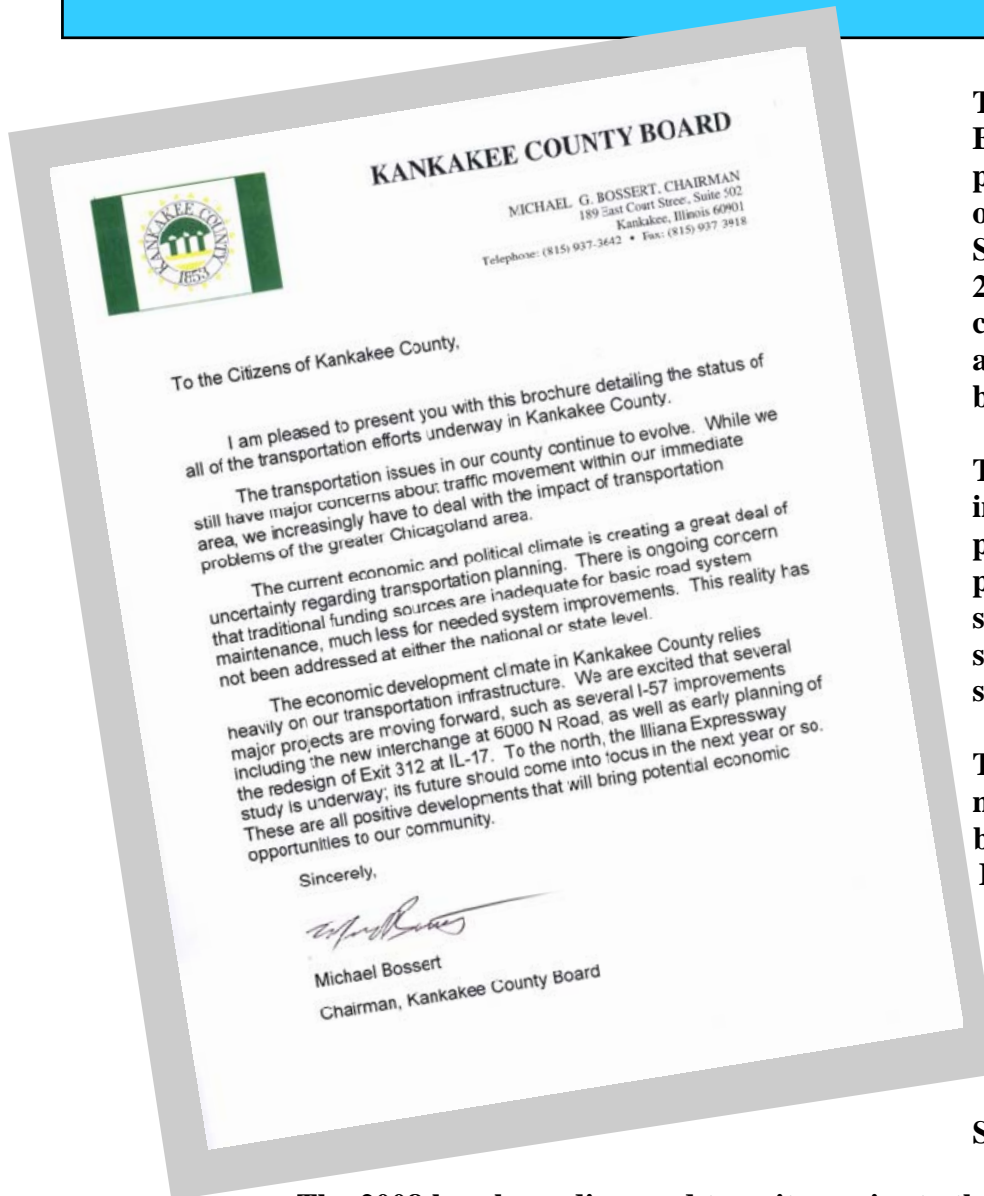 KANKAKEE COUNTY BOARD
MICHAEL G. BOSSERT, CHAIRMAN
189 East Court Street, Suite 502
Kankakee, Illinois 60901
Telephone: (815) 937-3642 • Fax: (815) 937-3918
KANKAKEE COUNTY
1853
To the Citizens of Kankakee County,
I am pleased to present you with this brochure detailing the status of
all of the transportation efforts underway in Kankakee County.
The transportation issues in our county continue to evolve. While we
still have major concerns about traffic movement within our immediate
area, we increasingly have to deal with the impact of transportation
problems of the greater Chicagoland area.
The current economic and political climate is creating a great deal of
uncertainty regarding transportation planning. There is ongoing concern
that traditional funding sources are inadequate for basic road system
maintenance, much less for needed system improvements. This reality has
not been addressed at either the national or state level.
The economic development climate in Kankakee County relies
heavily on our transportation infrastructure. We are excited that several
major projects are moving forward, such as several I-57 improvements
including the new interchange at 6000 N Road, as well as early planning of
the redesign of Exit 312 at IL-17. To the north, the Illiana Expressway
study is underway; its future should come into focus in the next year or so.
These are all positive developments that will bring potential economic
opportunities to our community.
Sincerely,
Michael Bossert
Chairman, Kankakee County Board